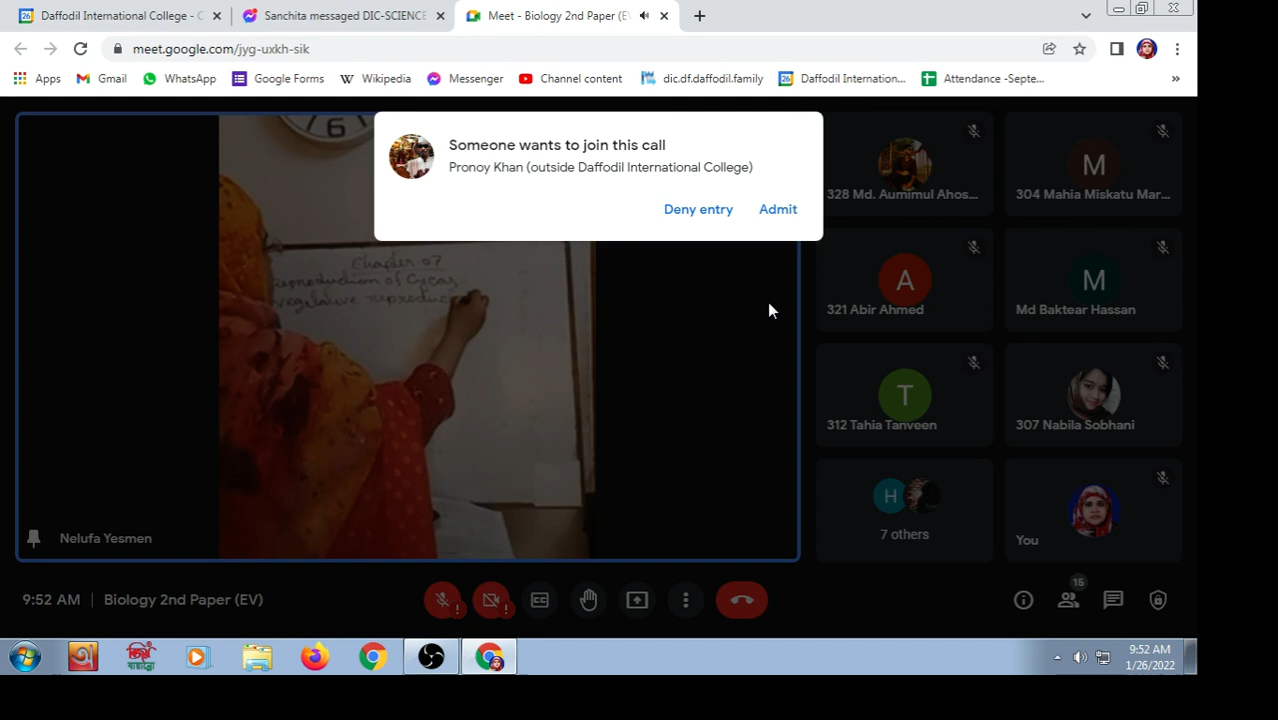 Daffodil International College - C
Sanchita messaged DIC-SCIENCE
Meet - Biology 2nd Paper (EV
meet.google.com/jyg-uxkh-sik
Apps Gmail WhatsApp Google Forms Wikipedia Messenger Channel content dic.df.daffodil.family Daffodil Internation... Attendance -Septe... »
Someone wants to join this call
Pronoy Khan (outside Daffodil International College)
Deny entry Admit
6
Chapter-07
Reproduction of Cycas
vegetative reproduc
Nelufa Yesmen
328 Md. Aumimul Ahos...
M
304 Mahia Miskatu Mar...
A
321 Abir Ahmed
M
Md Baktear Hassan
T
312 Tahia Tanveen
307 Nabila Sobhani
H
7 others
You
9:52 AM | Biology 2nd Paper (EV)
15
9:52 AM
1/26/2022